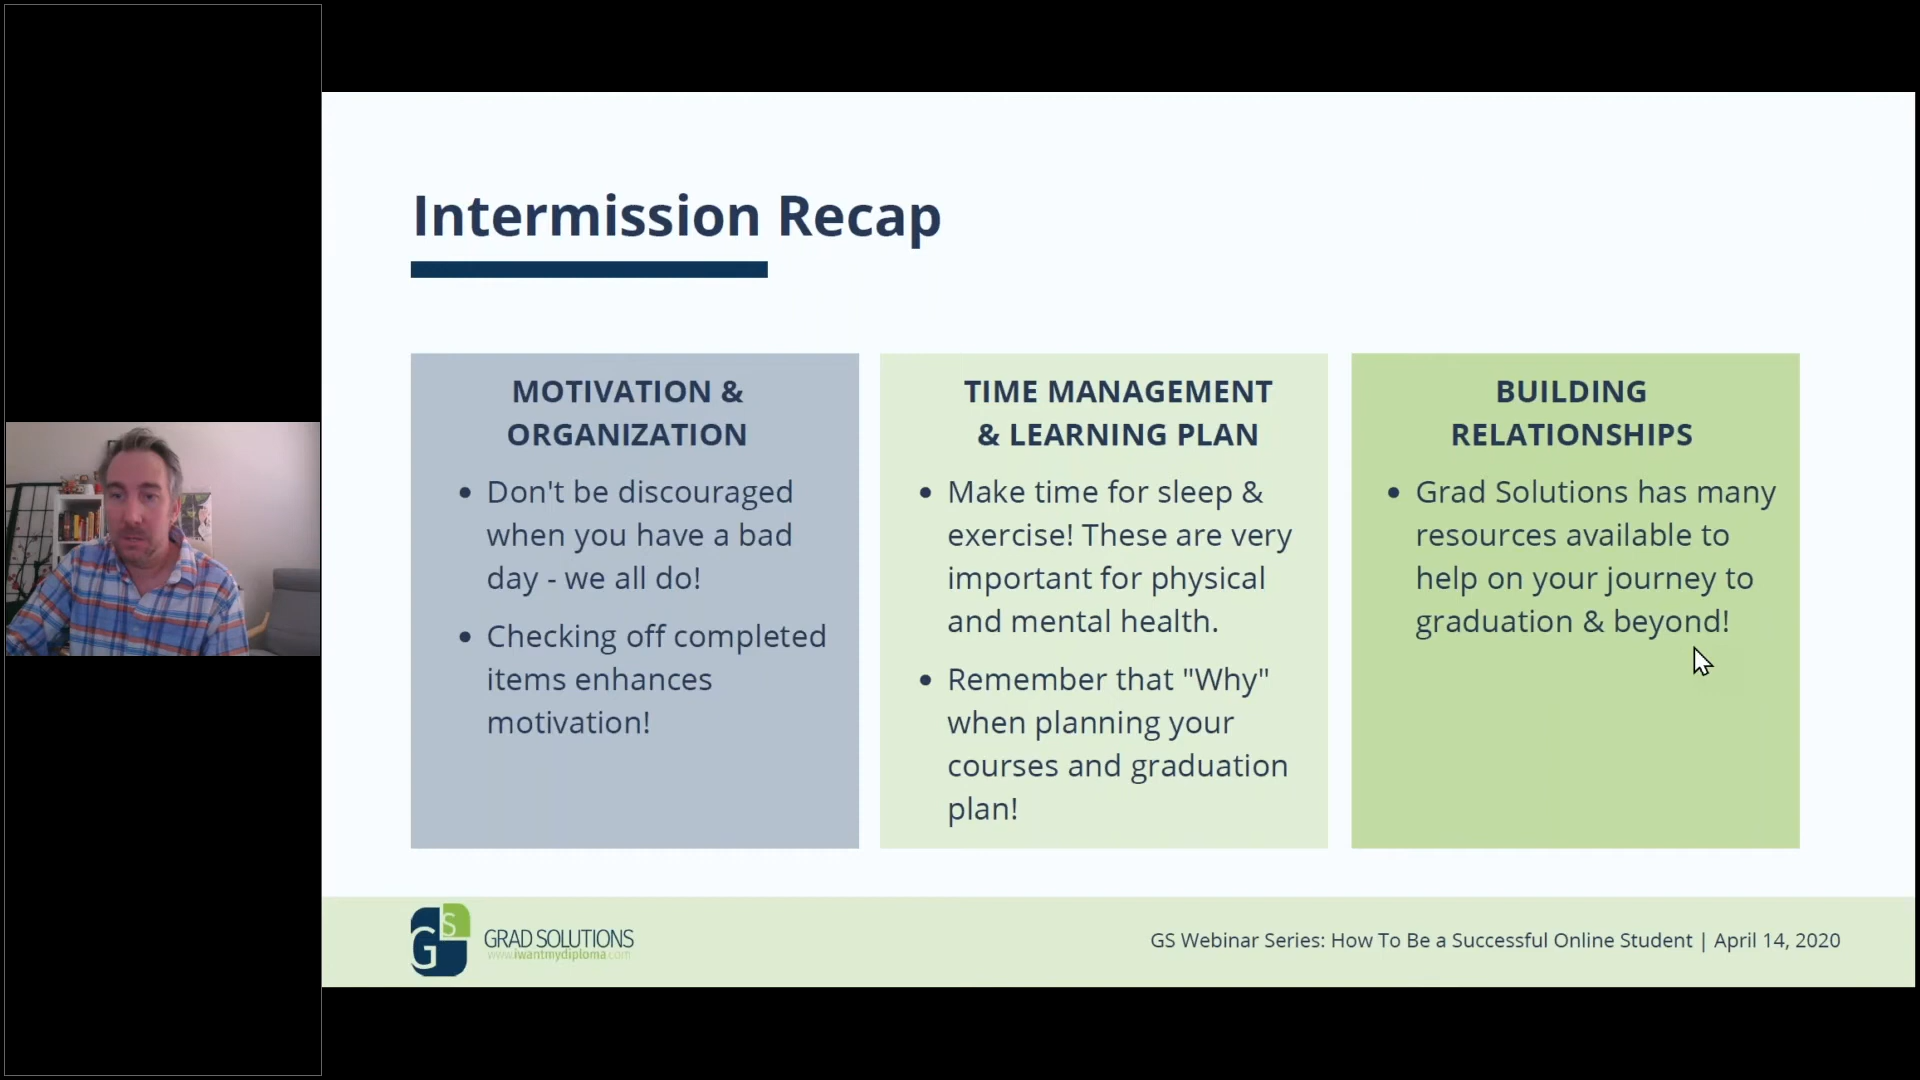 Intermission Recap
MOTIVATION &
ORGANIZATION
• Don't be discouraged
when you have a bad
day - we all do!
• Checking off completed
items enhances
motivation!
TIME MANAGEMENT
& LEARNING PLAN
• Make time for sleep &
exercise! These are very
important for physical
and mental health.
• Remember that "Why"
when planning your
courses and graduation
plan!
BUILDING
RELATIONSHIPS
• Grad Solutions has many
resources available to
help on your journey to
graduation & beyond!
GS
GRAD SOLUTIONS
www.iwantmydiploma.com
GS Webinar Series: How To Be a Successful Online Student | April 14, 2020